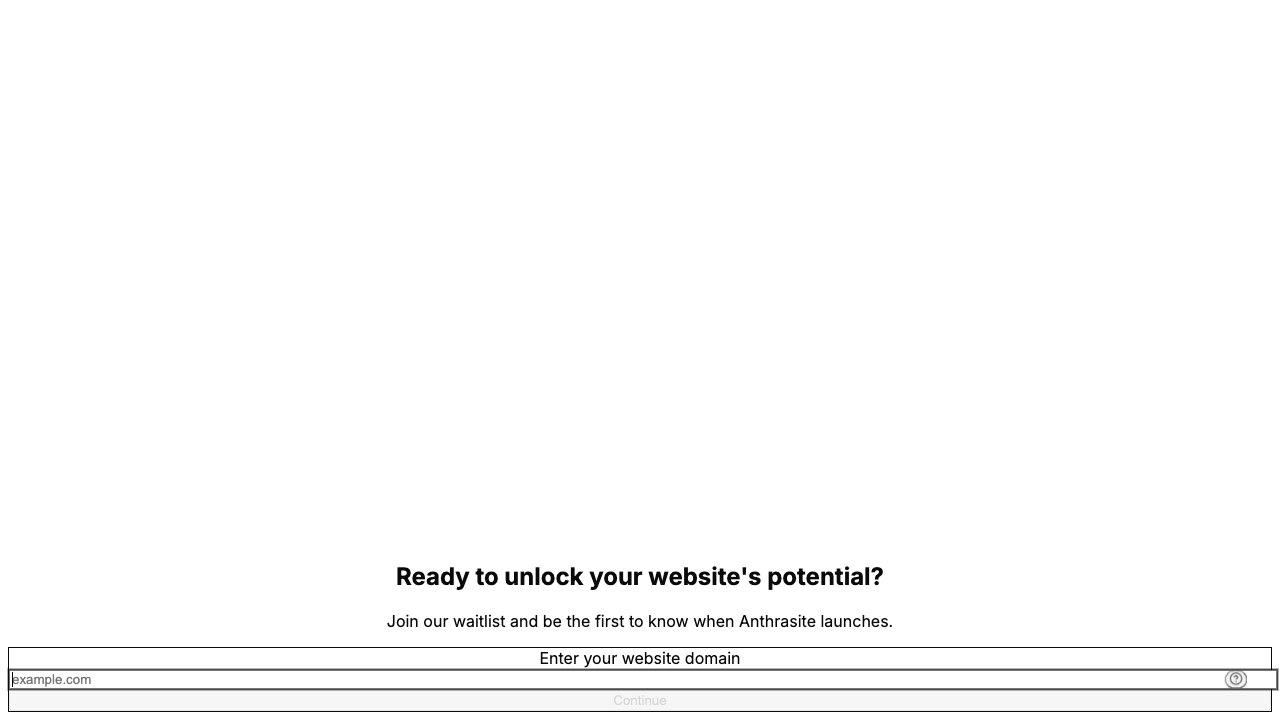 Ready to unlock your website's potential?
Join our waitlist and be the first to know when Anthrasite launches.
Enter your website domain
example.com
Continue